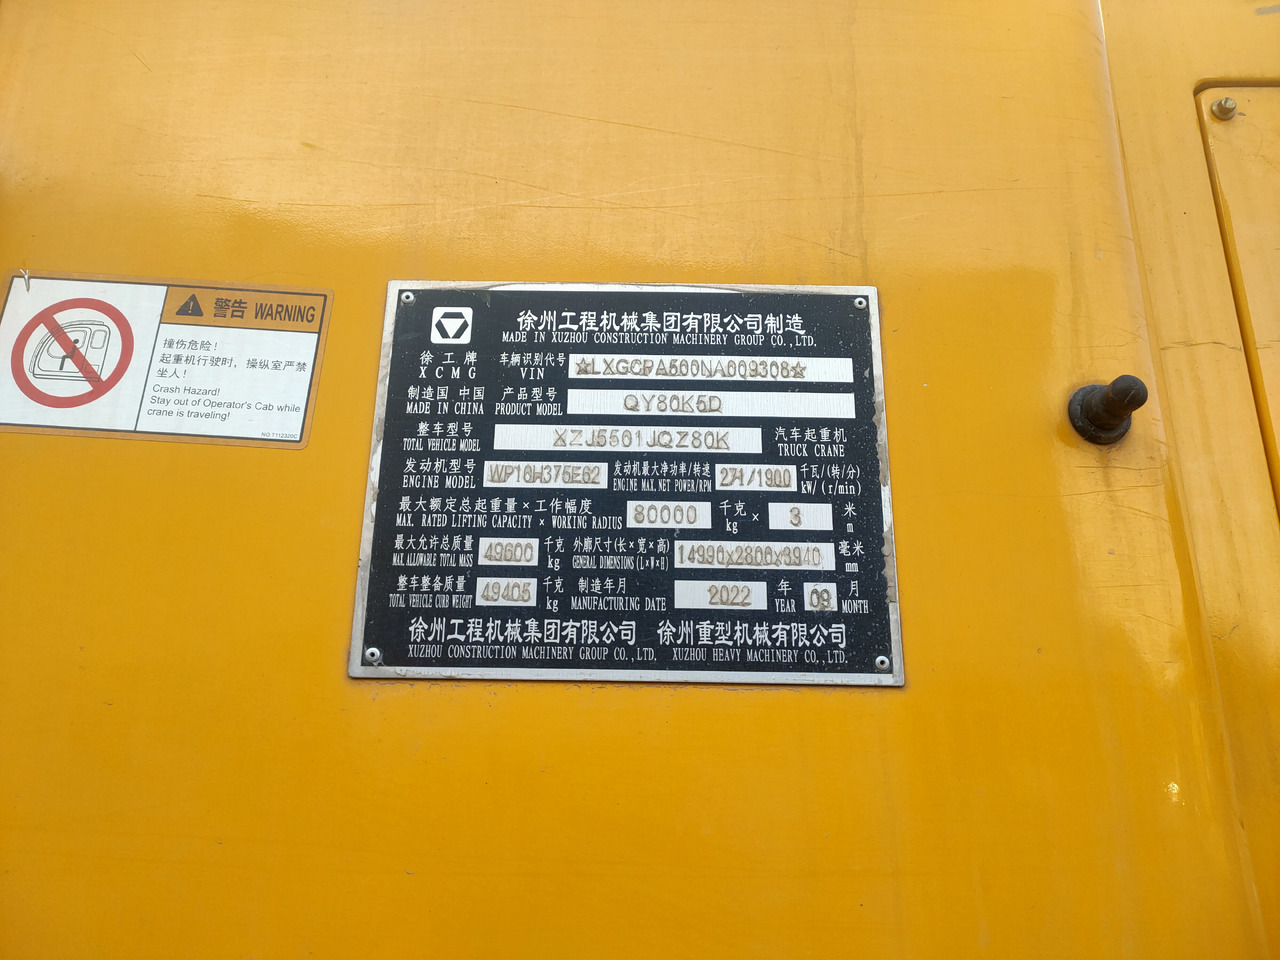 警告 WARNING
撞伤危险！
起重机行驶时，操纵室严禁
坐人！
Crash Hazard!
Stay out of Operator's Cab while
crane is traveling!
NO.T112320C
徐州工程机械集团有限公司制造
MADE IN XUZHOU CONSTRUCTION MACHINERY GROUP CO.,LTD.
徐工牌 车辆识别代号 ☆LXGCPA500NA009308☆
XCMG VIN
制造国 中国 产品型号 QY80K5D
MADE IN CHINA PRODUCT MODEL
整车型号 XZJ5501JQZ80K 汽车起重机
TOTAL VEHICLE MODEL TRUCK CRANE
发动机型号 WP10H375E62 发动机最大净功率/转速 271/1900 千瓦/(转/分)
ENGINE MODEL ENGINE MAX.NET POWER/RPM kW/(r/min)
最大额定总起重量×工作幅度 80000 千克 × 3 米
MAX. RATED LIFTING CAPACITY × WORKING RADIUS kg m
最大允许总质量 49600 千克 外廓尺寸(长×宽×高) 14990x2800x3940 毫米
MAX. ALLOWABLE TOTAL MASS kg GENERAL DIMENSIONS(L×W×H) mm
整车整备质量 49405 千克 制造年月 2022 年 09 月
TOTAL VEHICLE CURB WEIGHT kg MANUFACTURING DATE YEAR MONTH
徐州工程机械集团有限公司 徐州重型机械有限公司
XUZHOU CONSTRUCTION MACHINERY GROUP CO.,LTD. XUZHOU HEAVY MACHINERY CO.,LTD.